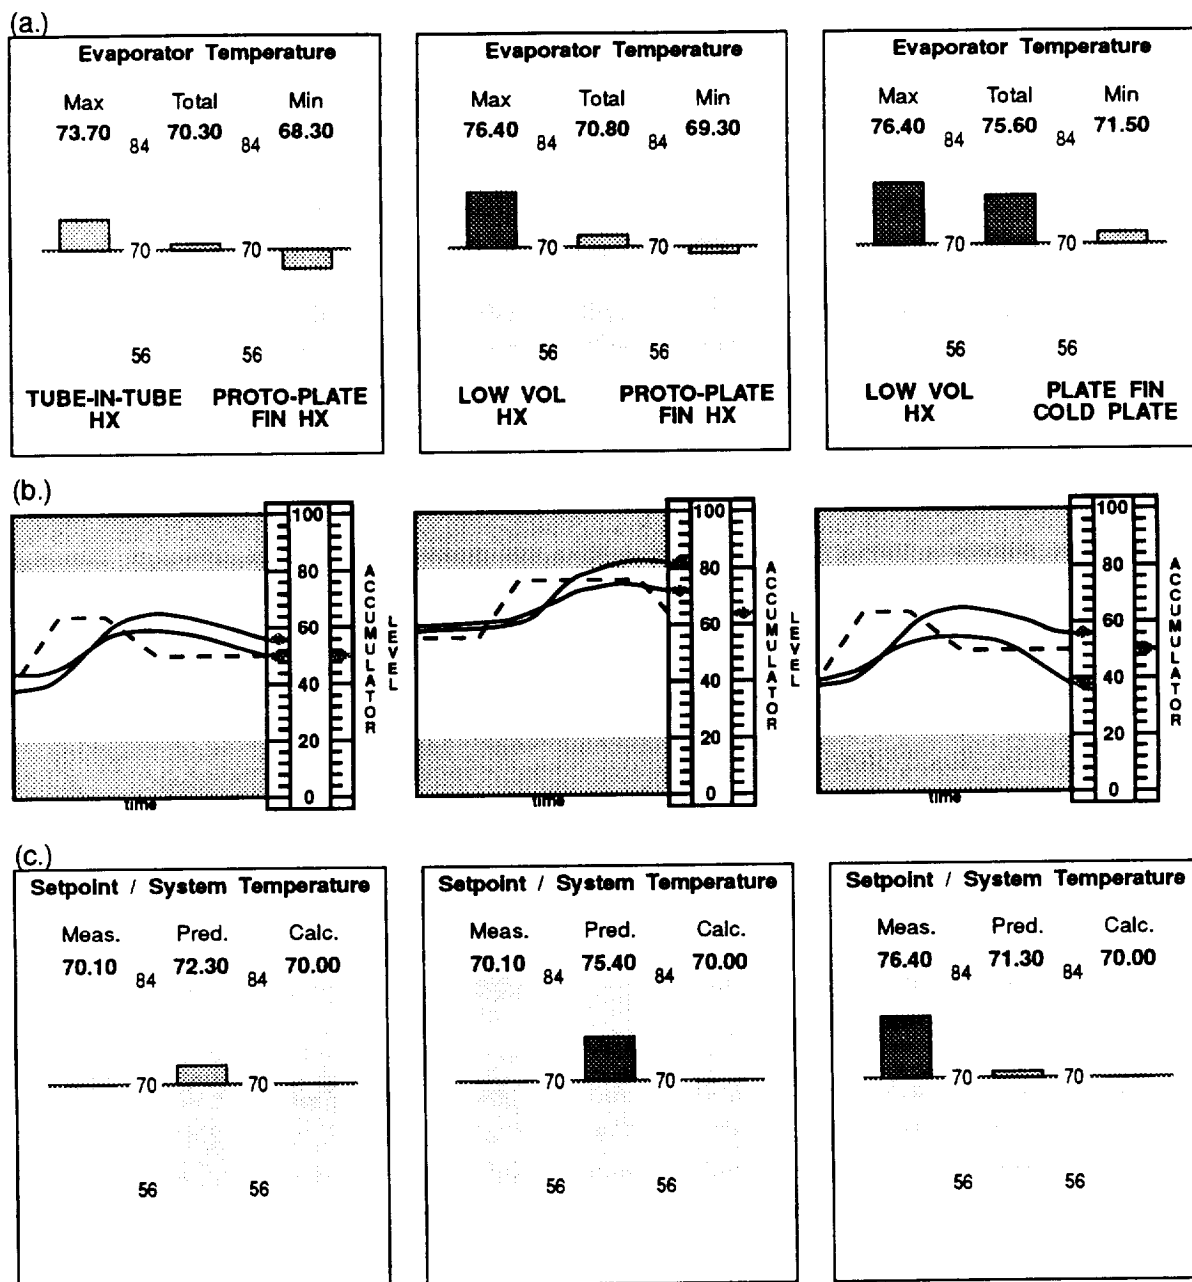 (a.)
Evaporator Temperature
Max Total Min
73.70 84 70.30 84 68.30
70 70
56 56
TUBE-IN-TUBE HX PROTO-PLATE FIN HX
Evaporator Temperature
Max Total Min
76.40 84 70.80 84 69.30
70 70
56 56
LOW VOL HX PROTO-PLATE FIN HX
Evaporator Temperature
Max Total Min
76.40 84 75.60 84 71.50
70 70
56 56
LOW VOL HX PLATE FIN COLD PLATE
(b.)
100
80
60
40
20
0
time
ACCUMULATOR
LEVEL
100
80
60
40
20
0
time
ACCUMULATOR
LEVEL
100
80
60
40
20
0
time
ACCUMULATOR
LEVEL
(c.)
Setpoint / System Temperature
Meas. Pred. Calc.
70.10 84 72.30 84 70.00
70 70
56 56
Setpoint / System Temperature
Meas. Pred. Calc.
70.10 84 75.40 84 70.00
70 70
56 56
Setpoint / System Temperature
Meas. Pred. Calc.
76.40 84 71.30 84 70.00
70 70
56 56